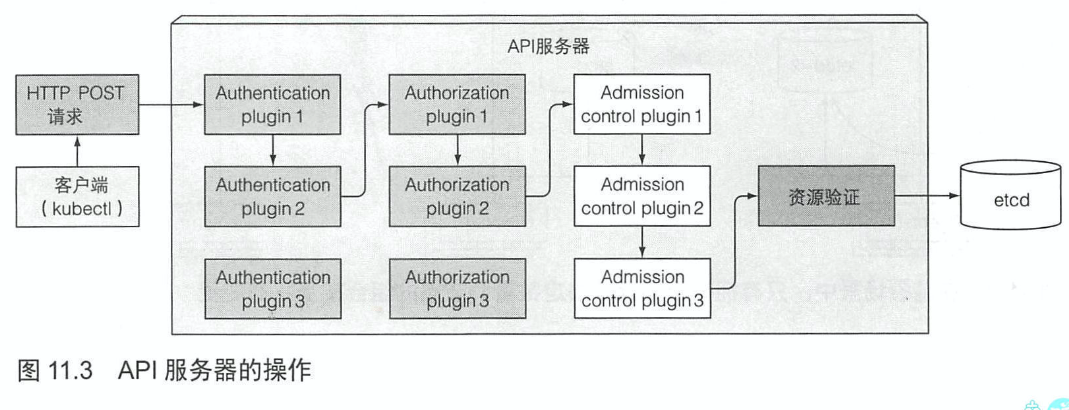 API服务器
HTTP POST
请求
客户端
(kubectl)
Authentication
plugin 1
Authentication
plugin 2
Authentication
plugin 3
Authorization
plugin 1
Authorization
plugin 2
Authorization
plugin 3
Admission
control plugin 1
Admission
control plugin 2
Admission
control plugin 3
资源验证
etcd
图 11.3 API 服务器的操作